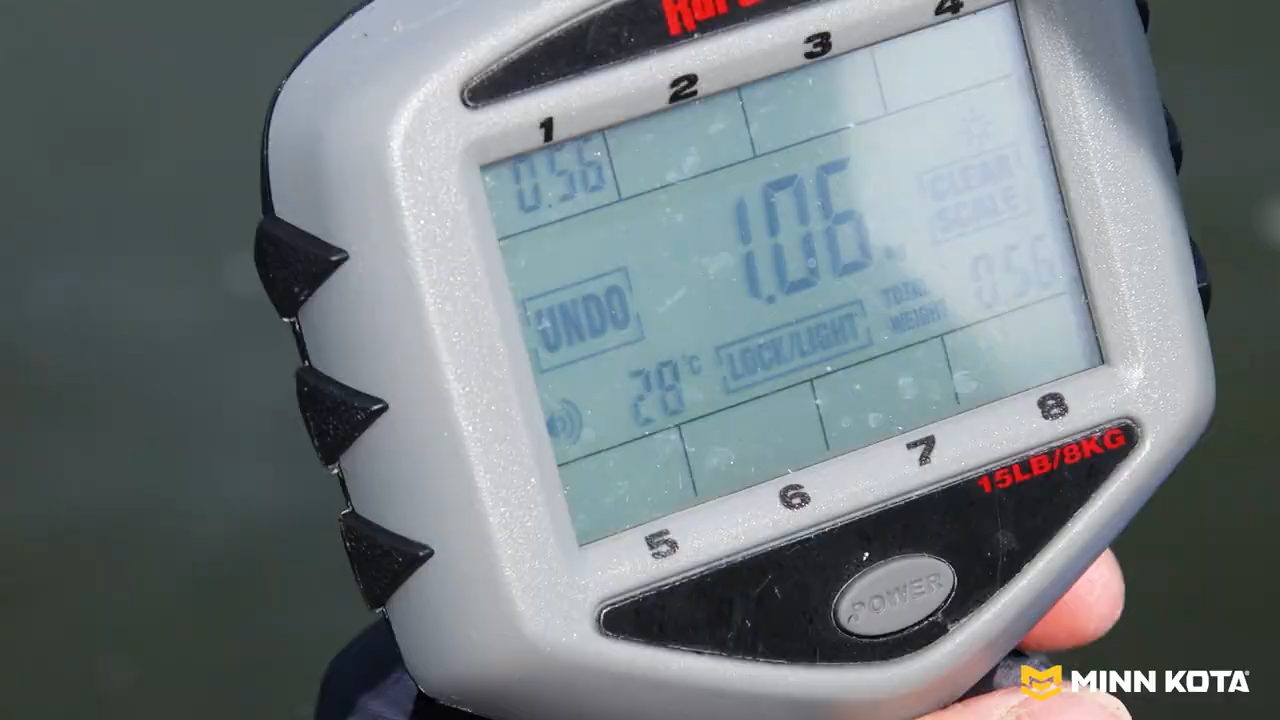 1 2 3 4
0.56
1.06
CLEAR
SCALE
UNDO
TOTAL
WEIGHT
0.56
28°C
LOCK/LIGHT
5 6 7 8
15LB/8KG
POWER
MINN KOTA